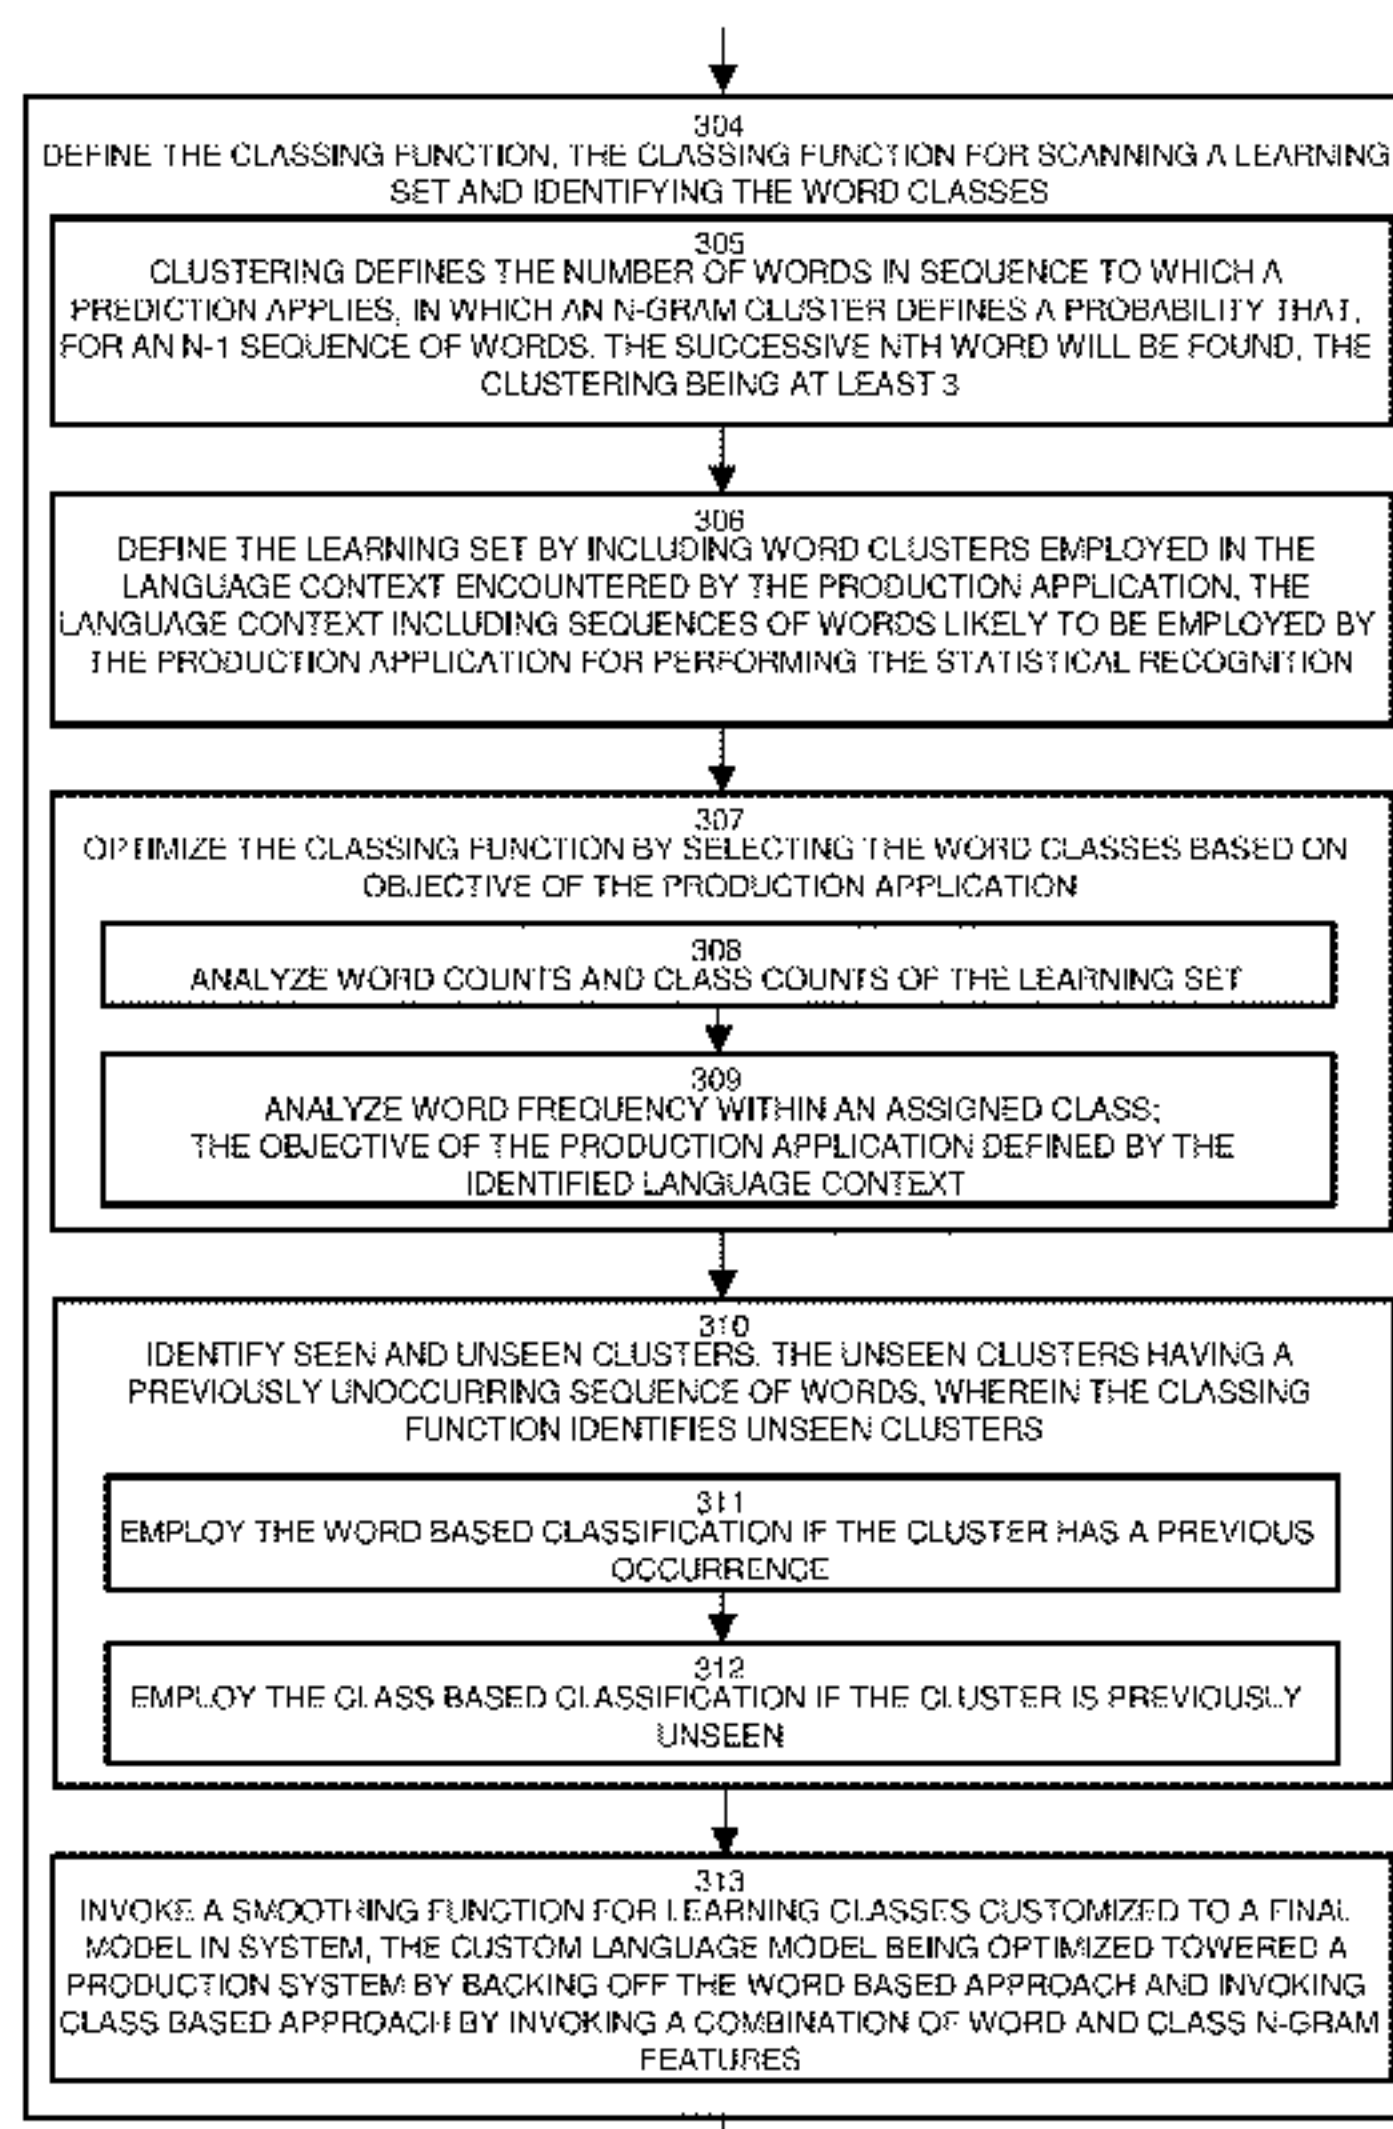 304
DEFINE THE CLASSING FUNCTION, THE CLASSING FUNCTION FOR SCANNING A LEARNING
SET AND IDENTIFYING THE WORD CLASSES
305
CLUSTERING DEFINES THE NUMBER OF WORDS IN SEQUENCE TO WHICH A
PREDICTION APPLIES, IN WHICH AN N-GRAM CLUSTER DEFINES A PROBABILITY THAT,
FOR AN N-1 SEQUENCE OF WORDS. THE SUCCESSIVE NTH WORD WILL BE FOUND, THE
CLUSTERING BEING AT LEAST 3
306
DEFINE THE LEARNING SET BY INCLUDING WORD CLUSTERS EMPLOYED IN THE
LANGUAGE CONTEXT ENCOUNTERED BY THE PRODUCTION APPLICATION, THE
LANGUAGE CONTEXT INCLUDING SEQUENCES OF WORDS LIKELY TO BE EMPLOYED BY
THE PRODUCTION APPLICATION FOR PERFORMING THE STATISTICAL RECOGNITION
307
OPTIMIZE THE CLASSING FUNCTION BY SELECTING THE WORD CLASSES BASED ON
OBJECTIVE OF THE PRODUCTION APPLICATION
308
ANALYZE WORD COUNTS AND CLASS COUNTS OF THE LEARNING SET
309
ANALYZE WORD FREQUENCY WITHIN AN ASSIGNED CLASS;
THE OBJECTIVE OF THE PRODUCTION APPLICATION DEFINED BY THE
IDENTIFIED LANGUAGE CONTEXT
310
IDENTIFY SEEN AND UNSEEN CLUSTERS. THE UNSEEN CLUSTERS HAVING A
PREVIOUSLY UNOCCURRING SEQUENCE OF WORDS, WHEREIN THE CLASSING
FUNCTION IDENTIFIES UNSEEN CLUSTERS
311
EMPLOY THE WORD BASED CLASSIFICATION IF THE CLUSTER HAS A PREVIOUS
OCCURRENCE
312
EMPLOY THE CLASS BASED CLASSIFICATION IF THE CLUSTER IS PREVIOUSLY
UNSEEN
313
INVOKE A SMOOTHING FUNCTION FOR LEARNING CLASSES CUSTOMIZED TO A FINAL
MODEL IN SYSTEM, THE CUSTOM LANGUAGE MODEL BEING OPTIMIZED TOWERED A
PRODUCTION SYSTEM BY BACKING OFF THE WORD BASED APPROACH AND INVOKING
CLASS BASED APPROACH BY INVOKING A COMBINATION OF WORD AND CLASS N-GRAM
FEATURES